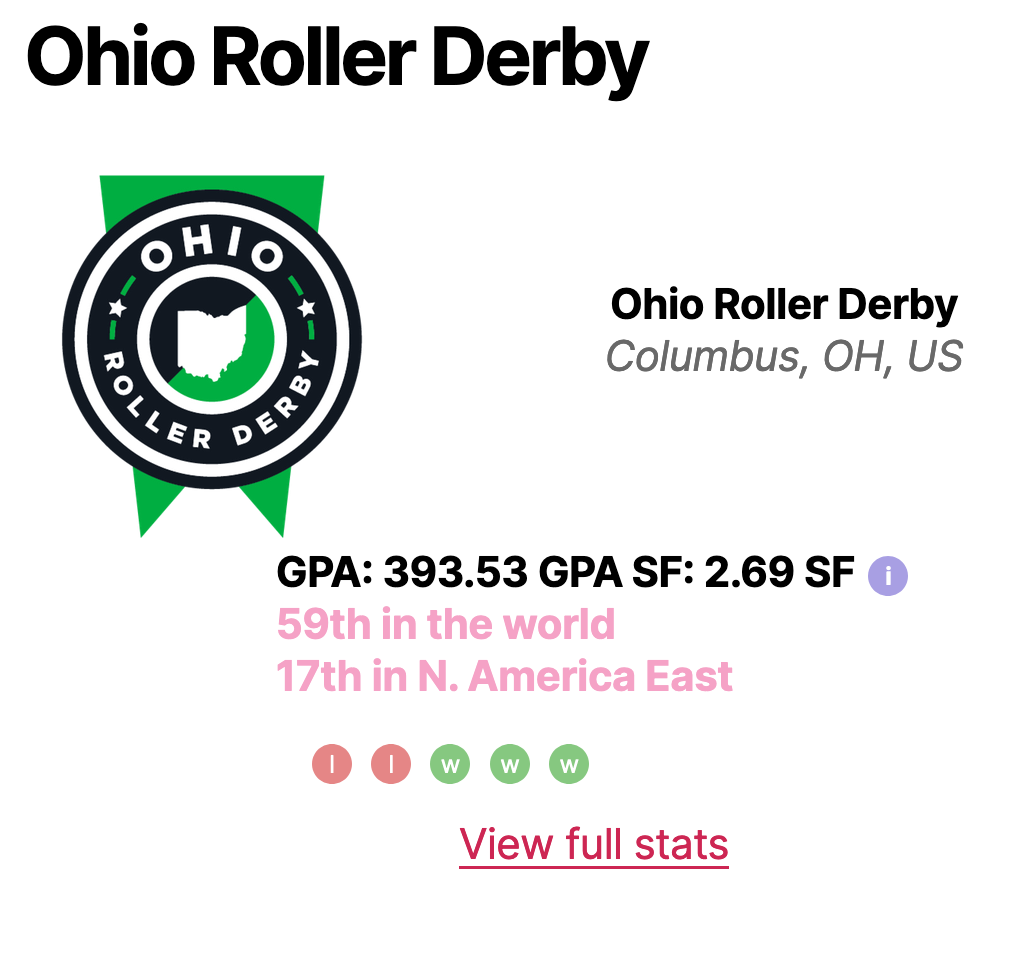 Ohio Roller Derby
OHIO
ROLLER DERBY
Ohio Roller Derby
Columbus, OH, US
GPA: 393.53 GPA SF: 2.69 SF i
59th in the world
17th in N. America East
l l w w w
View full stats